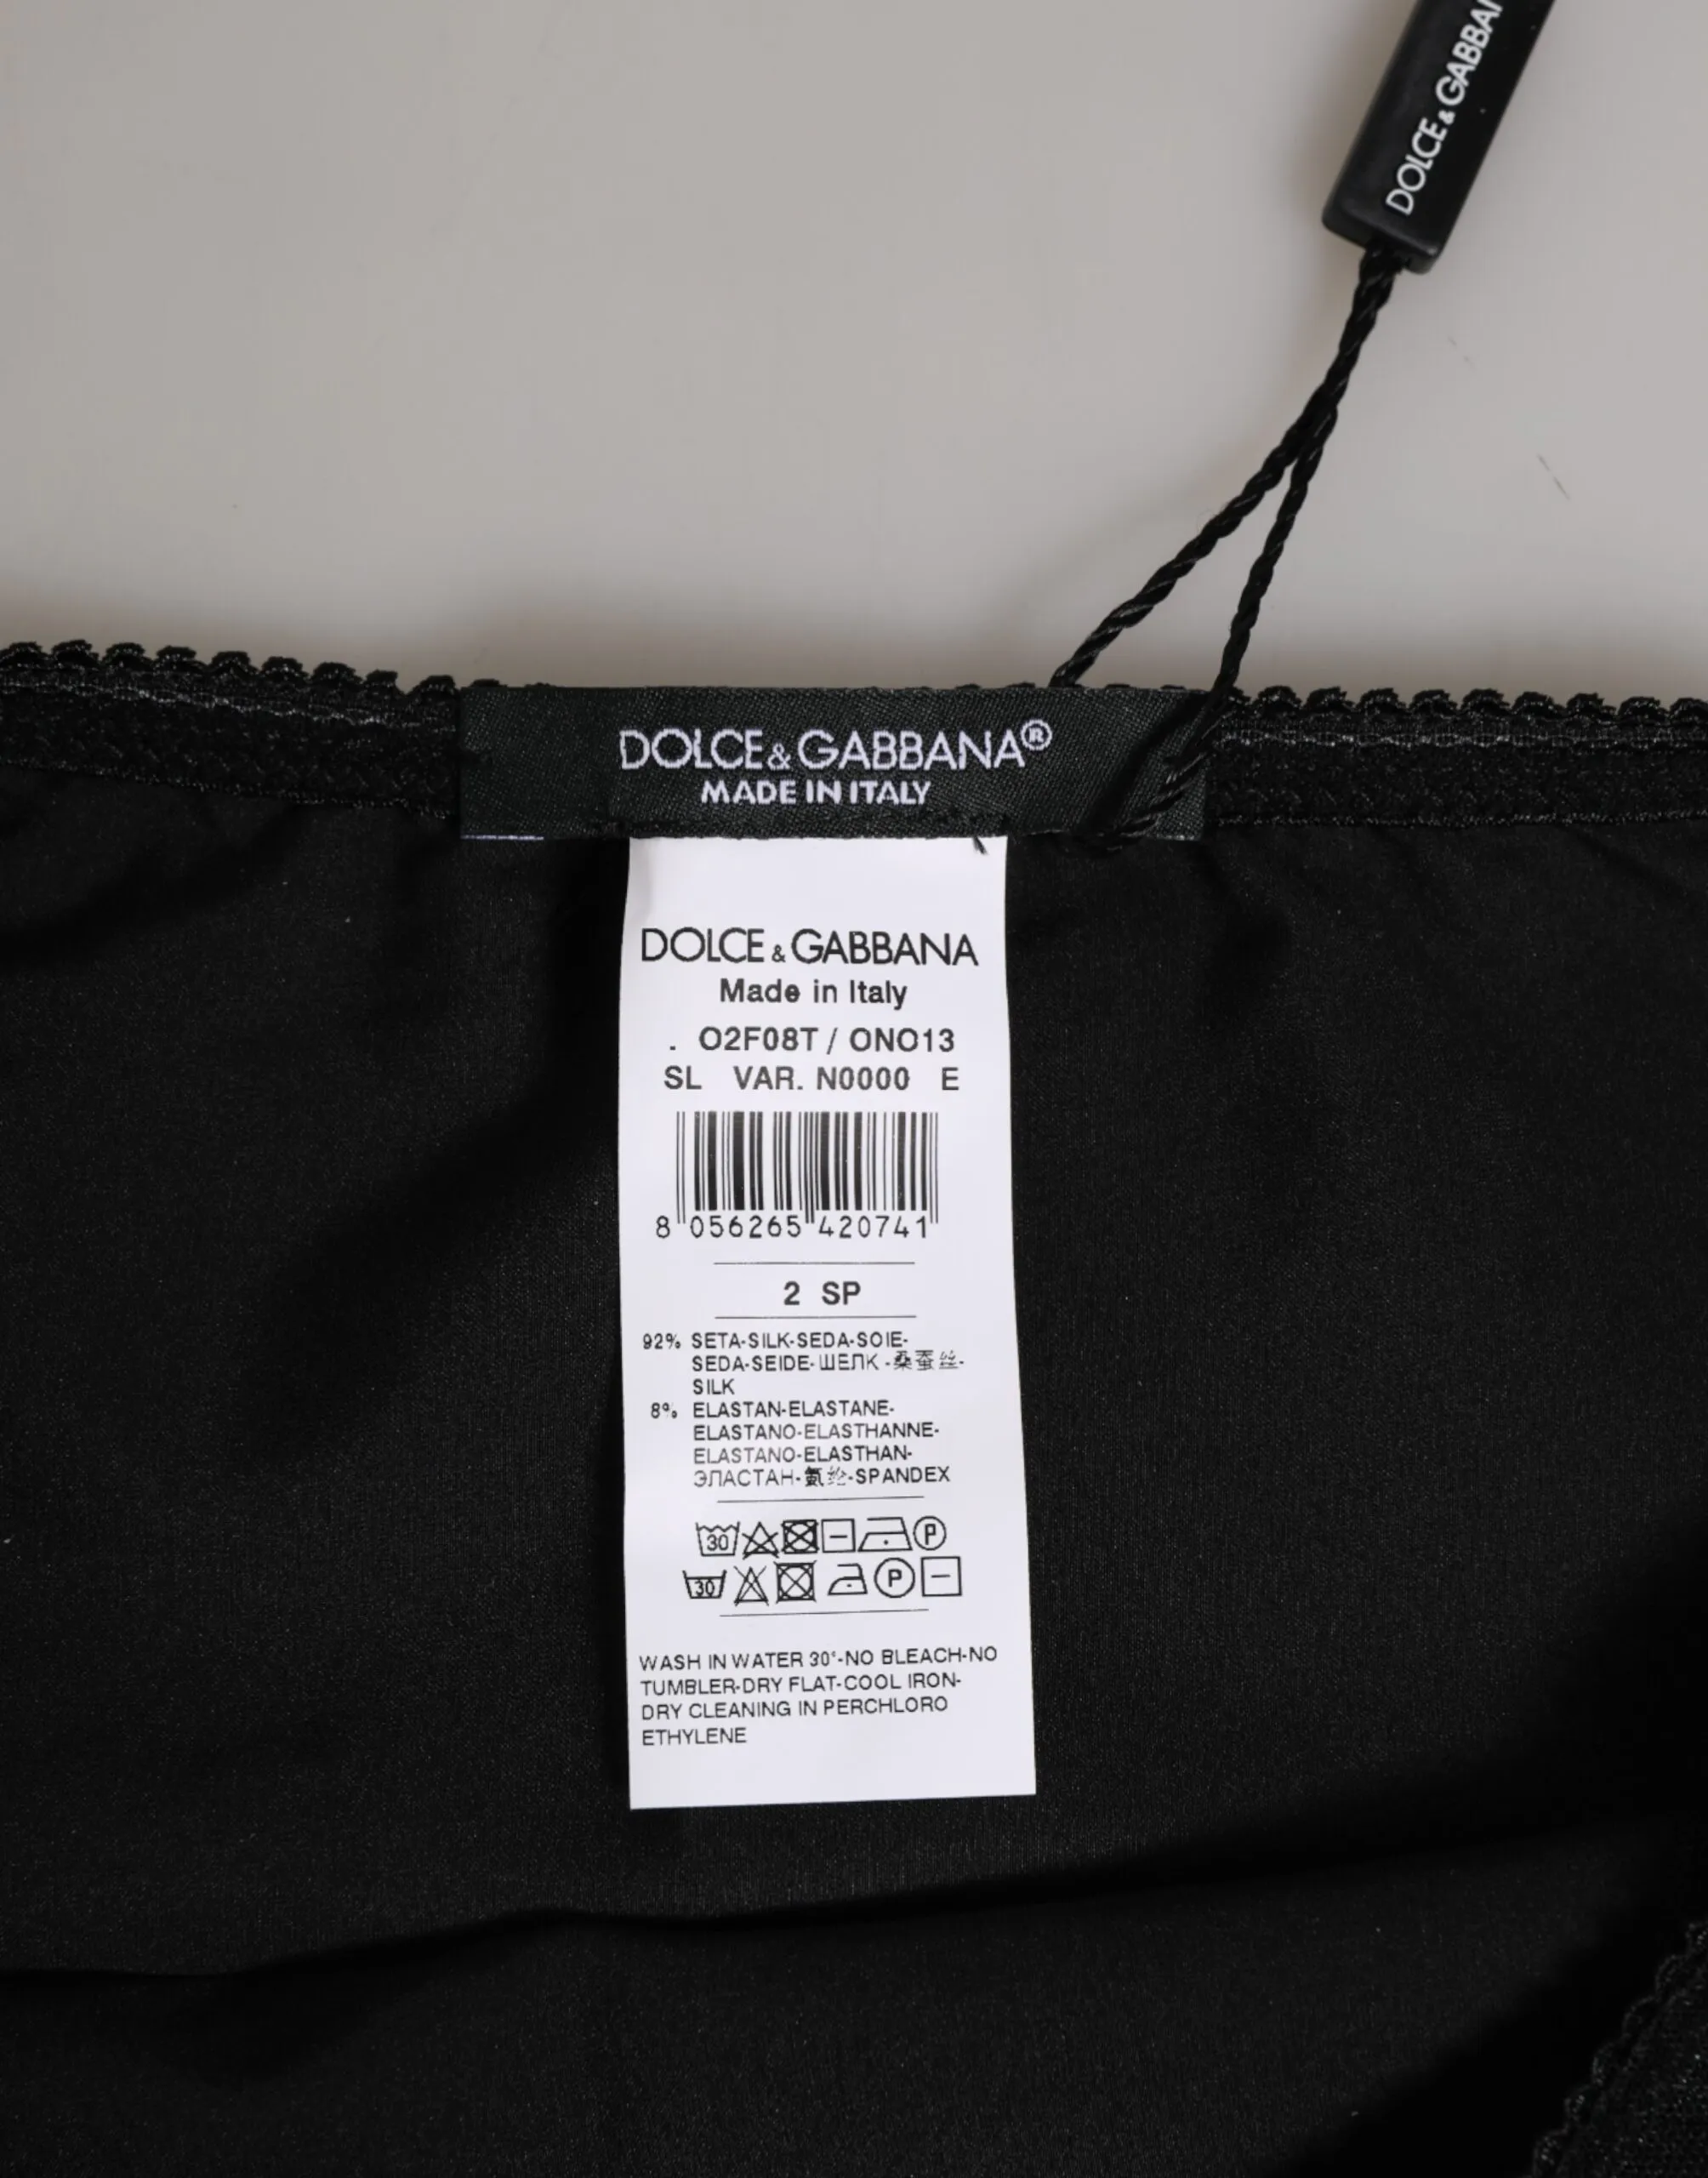 DOLCE & GABBAN
DOLCE & GABBANA®
MADE IN ITALY
DOLCE & GABBANA
Made in Italy
. O2F08T / ONO13
SL VAR. N0000 E
8 056265 420741
2 SP
92% SETA-SILK-SEDA-SOIE-
SEDA-SEIDE-ШЕЛК -桑蚕丝-
SILK
8% ELASTAN-ELASTANE-
ELASTANO-ELASTHANNE-
ELASTANO-ELASTHAN-
ЭЛАСТАН-氨纶-SPANDEX
30 P
30 P
WASH IN WATER 30°-NO BLEACH-NO
TUMBLER-DRY FLAT-COOL IRON-
DRY CLEANING IN PERCHLORO
ETHYLENE